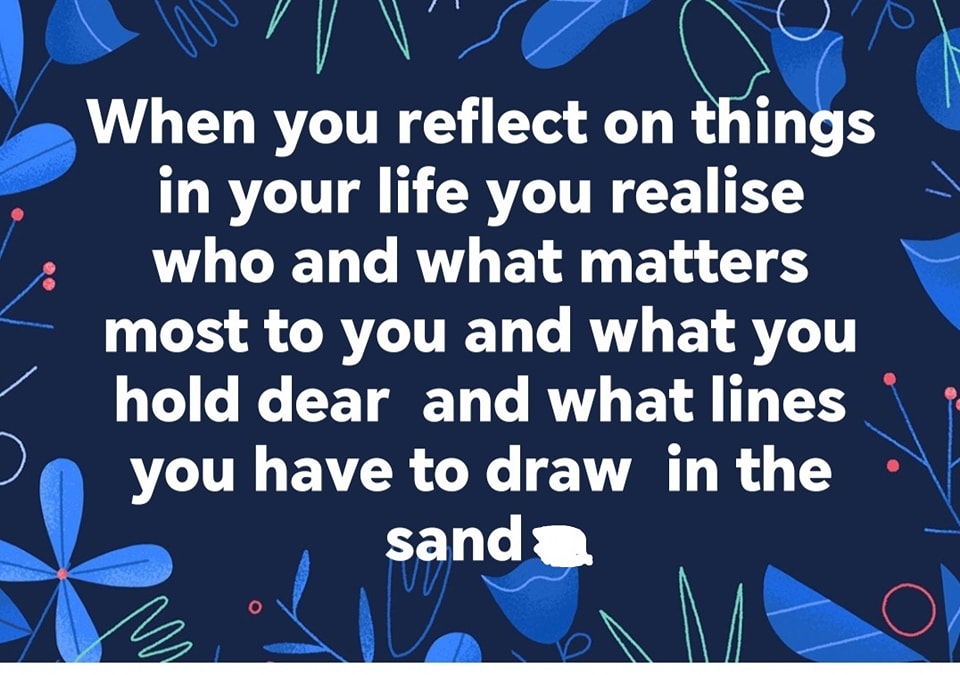 When you reflect on things
in your life you realise
who and what matters
most to you and what you
hold dear  and what lines
you have to draw  in the
sand